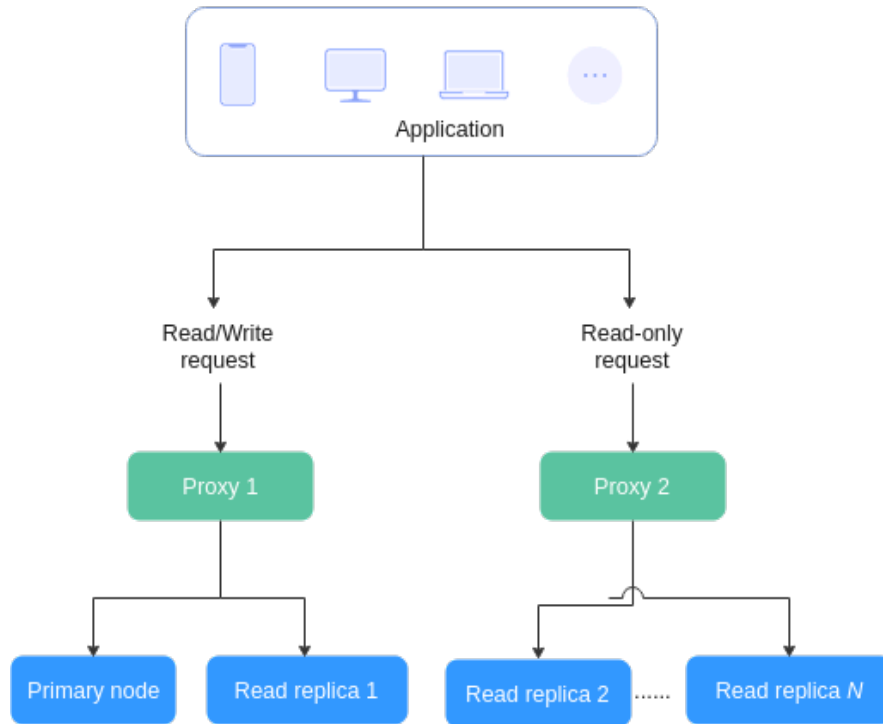 Application
Read/Write
request
Read-only
request
Proxy 1
Proxy 2
Primary node
Read replica 1
Read replica 2
......
Read replica N